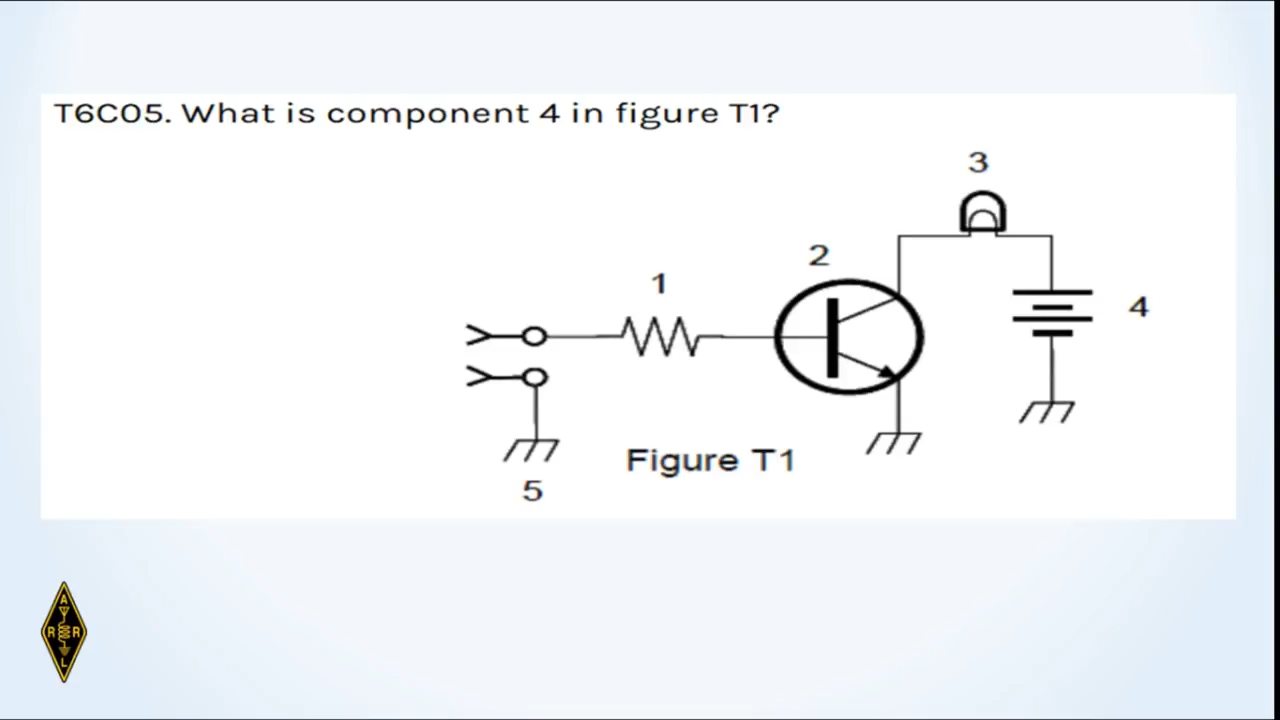 T6C05. What is component 4 in figure T1?
3
2
1
4
Figure T1
5
A
R R
L